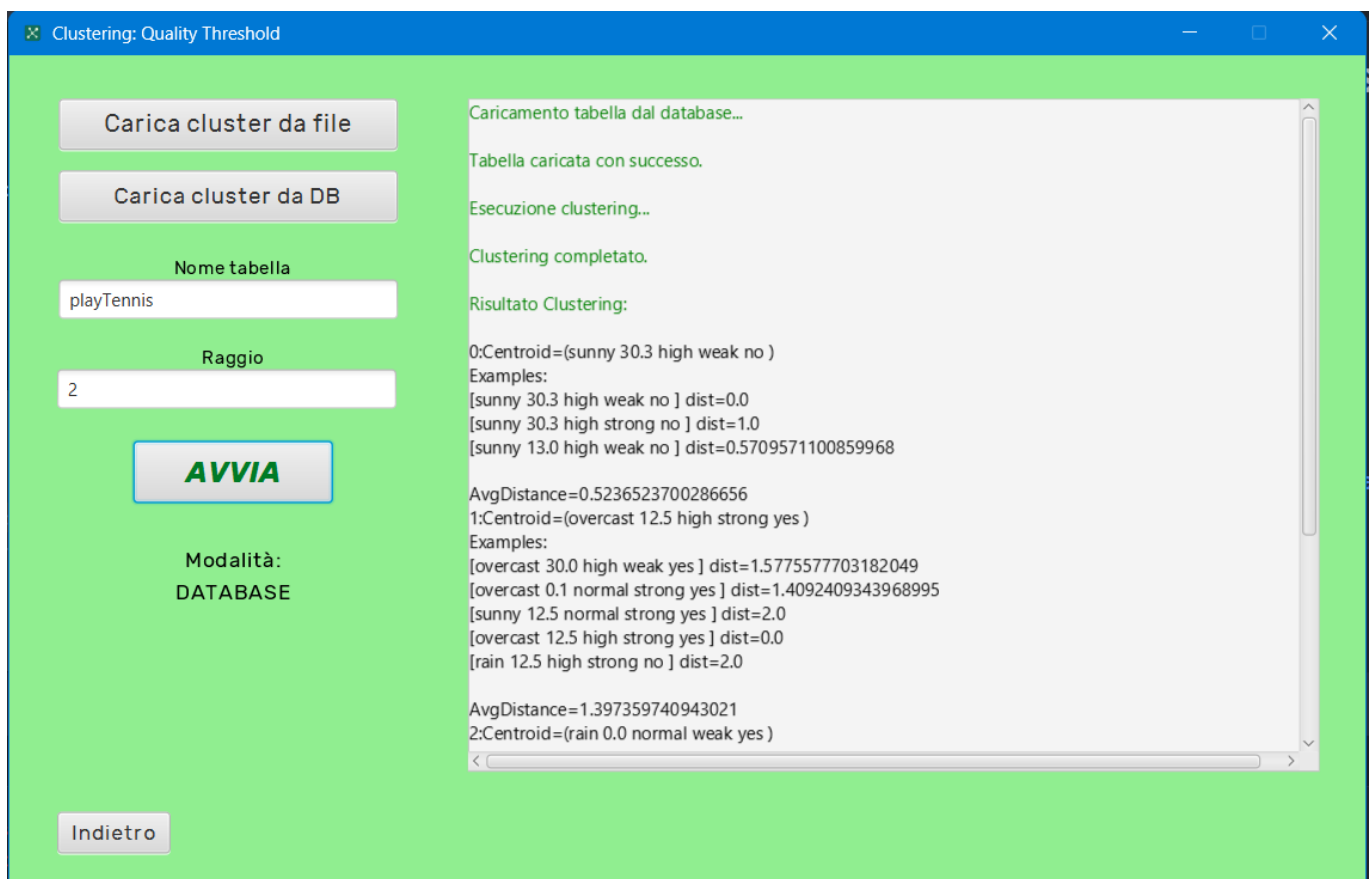 Clustering: Quality Threshold
Carica cluster da file
Carica cluster da DB
Nome tabella
playTennis
Raggio
2
AVVIA
Modalità:
DATABASE
Indietro
Caricamento tabella dal database...
Tabella caricata con successo.
Esecuzione clustering...
Clustering completato.
Risultato Clustering:
0:Centroid=(sunny 30.3 high weak no )
Examples:
[sunny 30.3 high weak no ] dist=0.0
[sunny 30.3 high strong no ] dist=1.0
[sunny 13.0 high weak no ] dist=0.5709571100859968
AvgDistance=0.5236523700286656
1:Centroid=(overcast 12.5 high strong yes )
Examples:
[overcast 30.0 high weak yes ] dist=1.5775577703182049
[overcast 0.1 normal strong yes ] dist=1.4092409343968995
[sunny 12.5 normal strong yes ] dist=2.0
[overcast 12.5 high strong yes ] dist=0.0
[rain 12.5 high strong no ] dist=2.0
AvgDistance=1.397359740943021
2:Centroid=(rain 0.0 normal weak yes )